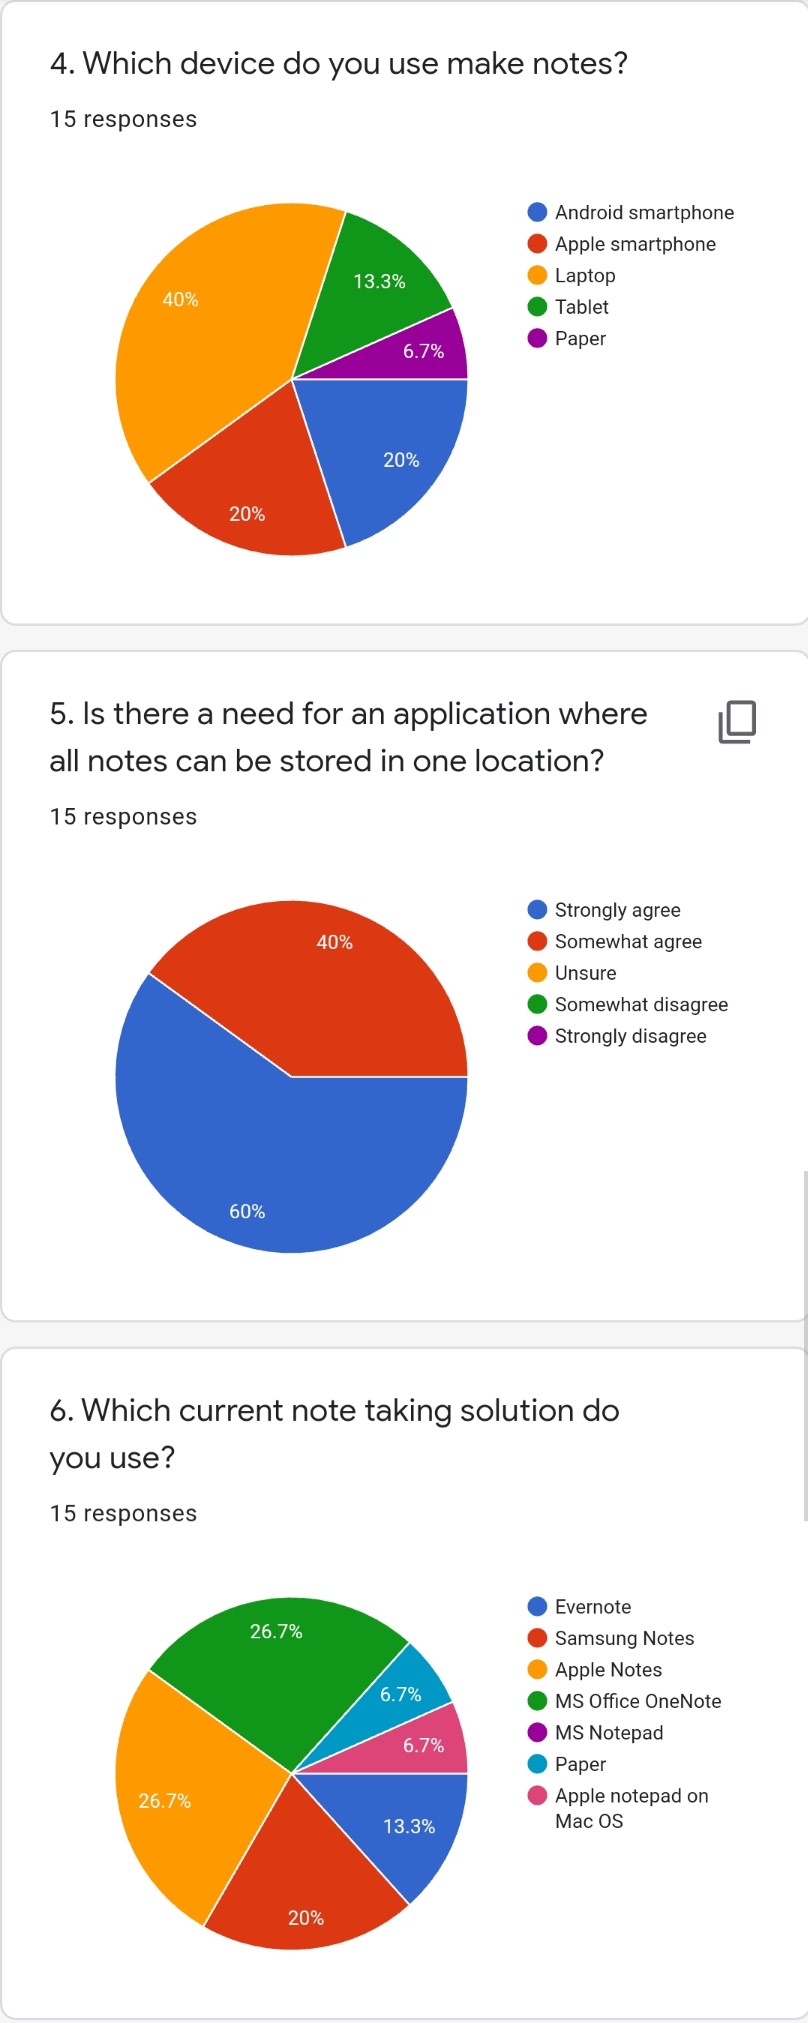 4. Which device do you use make notes?
15 responses
Android smartphone
Apple smartphone
Laptop
Tablet
Paper
40%
13.3%
6.7%
20%
20%
5. Is there a need for an application where
all notes can be stored in one location?
15 responses
Strongly agree
Somewhat agree
Unsure
Somewhat disagree
Strongly disagree
40%
60%
6. Which current note taking solution do
you use?
15 responses
Evernote
Samsung Notes
Apple Notes
MS Office OneNote
MS Notepad
Paper
Apple notepad on
Mac OS
26.7%
6.7%
6.7%
26.7%
13.3%
20%